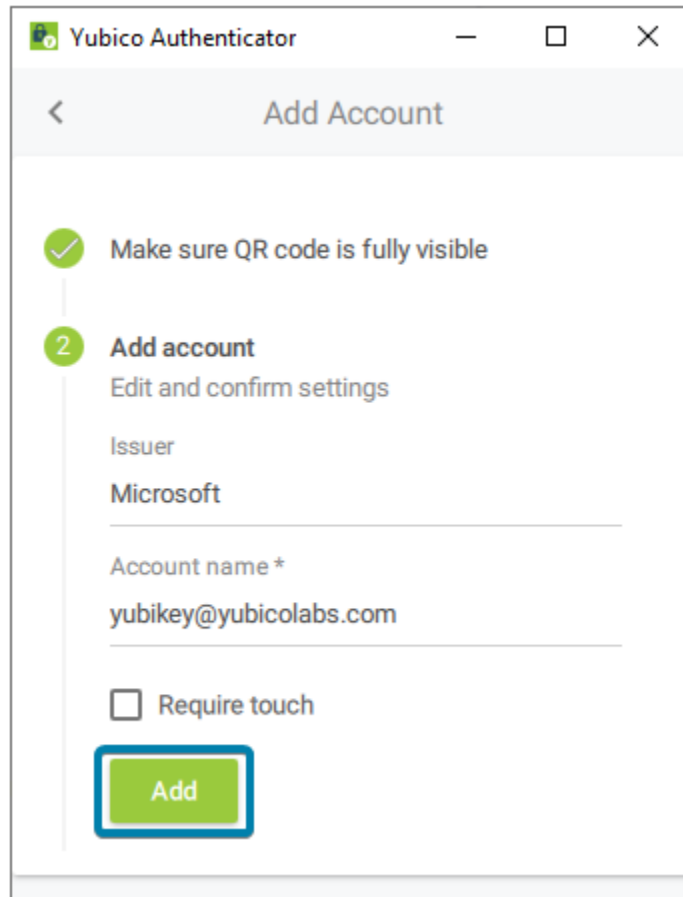 Yubico Authenticator
Add Account
Make sure QR code is fully visible
2
Add account
Edit and confirm settings
Issuer
Microsoft
Account name *
yubikey@yubicolabs.com
Require touch
Add